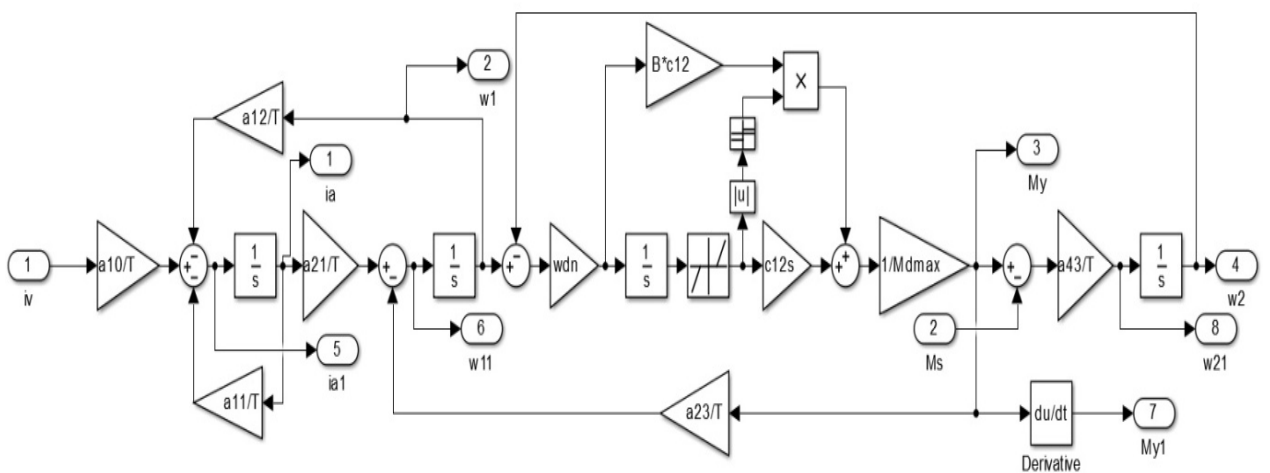 B*c12
X
2
w1
a12/T
1
ia
3
My
|u|
1
iv
a10/T
1
s
a21/T
1
s
wdn
1
s
c12s
1/Mdmax
a43/T
1
s
4
w2
2
Ms
6
w11
8
w21
5
ia1
a11/T
a23/T
du/dt
Derivative
7
My1